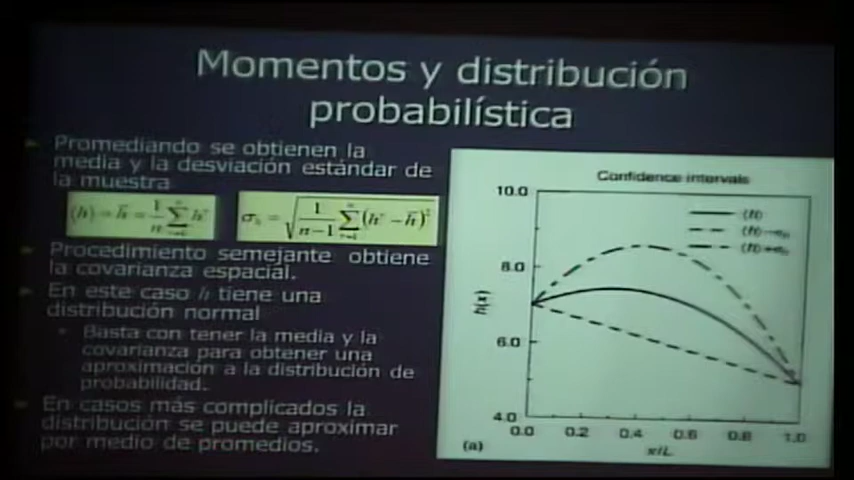 Momentos y distribución
probabilística
Promediando se obtienen la
media y la desviación estándar de
la muestra
Procedimiento semejante obtiene
la covarianza espacial.
En este caso h tiene una
distribución normal
Basta con tener la media y la
covarianza para obtener una
aproximación a la distribución de
probabilidad.
En casos más complicados la
distribución se puede aproximar
por medio de promedios.
Confidence intervals
10.0
8.0
6.0
4.0
h(x)
0.0 0.2 0.4 0.6 0.8 1.0
(a) x/L